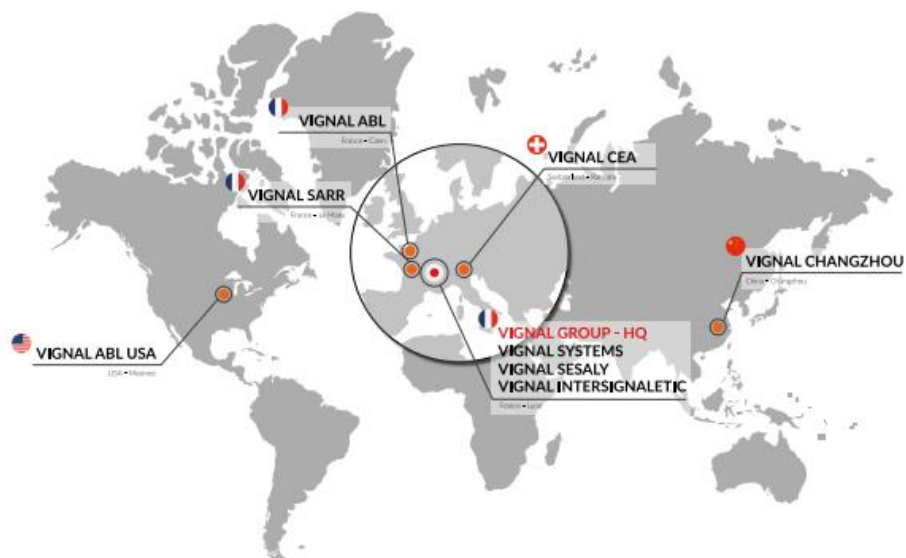 VIGNAL ABL
France - Caen
VIGNAL CEA
Switzerland -
VIGNAL SARR
France - Le Mans
VIGNAL CHANGZHOU
China - Changzhou
VIGNAL GROUP - HQ
VIGNAL SYSTEMS
VIGNAL SESALY
VIGNAL INTERSIGNALETIC
France - Lyon
VIGNAL ABL USA
USA -